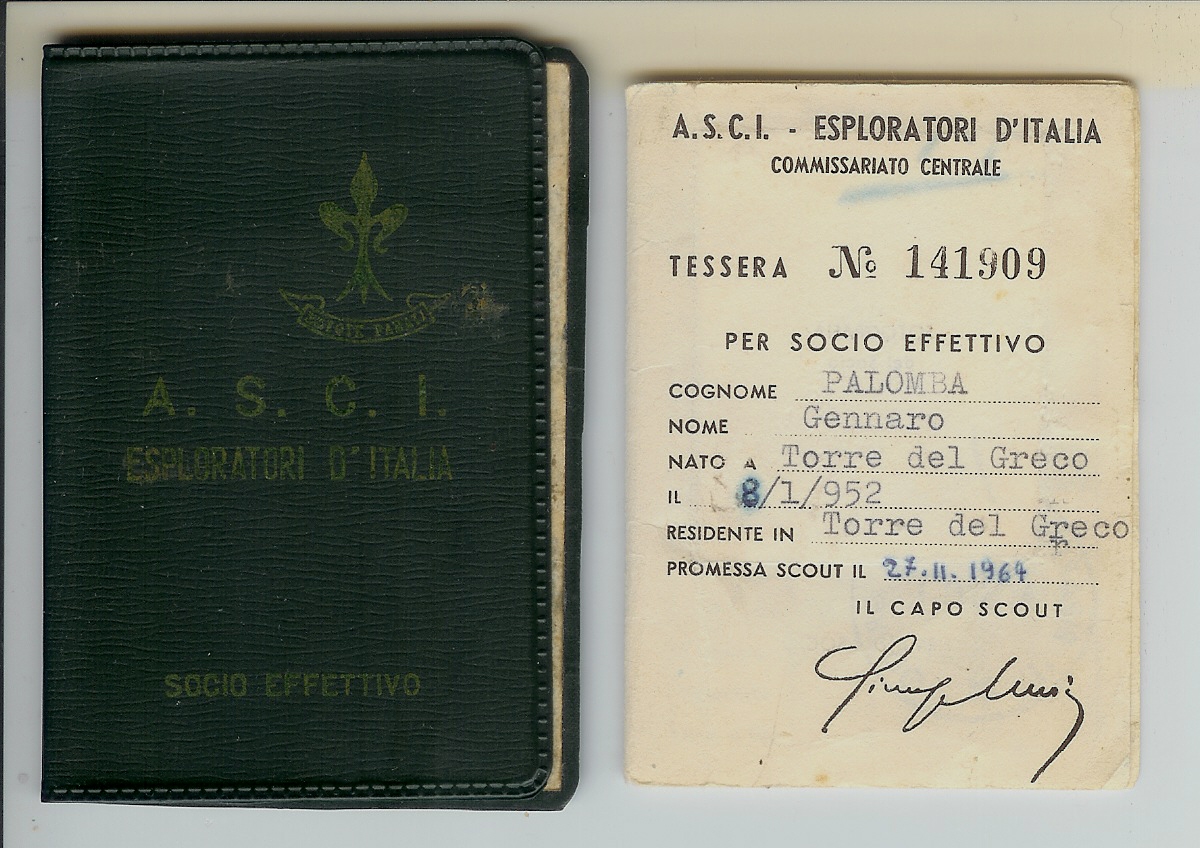 ESTOTE PARATI
A. S. C. I.
ESPLORATORI D'ITALIA
SOCIO EFFETTIVO
A.S.C.I. - ESPLORATORI D'ITALIA
COMMISSARIATO CENTRALE
TESSERA № 141909
PER SOCIO EFFETTIVO
COGNOME PALOMBA
NOME Gennaro
NATO A Torre del Greco
IL 8/1/952
RESIDENTE IN Torre del Greco
PROMESSA SCOUT IL 27.11.1964
IL CAPO SCOUT